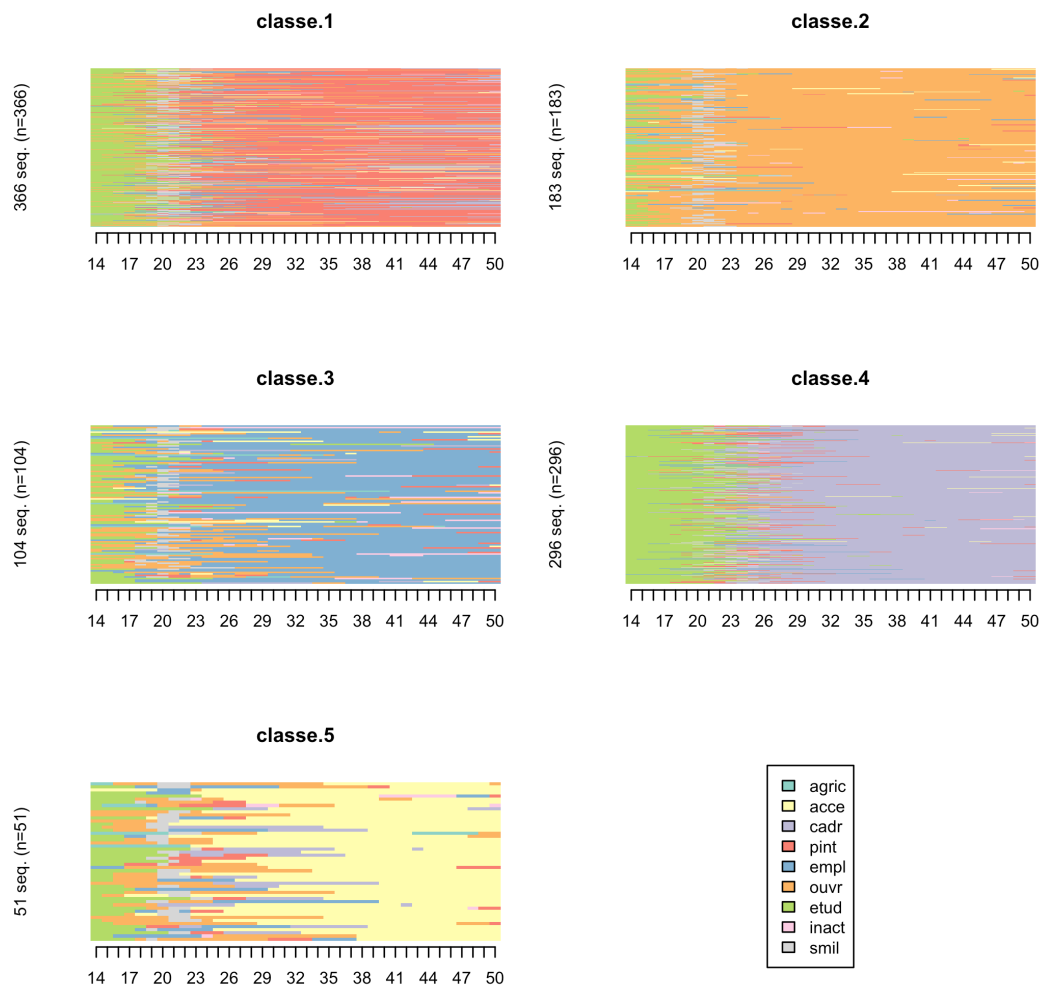 classe.1
366 seq. (n=366)
14 17 20 23 26 29 32 35 38 41 44 47 50
classe.2
183 seq. (n=183)
14 17 20 23 26 29 32 35 38 41 44 47 50
classe.3
104 seq. (n=104)
14 17 20 23 26 29 32 35 38 41 44 47 50
classe.4
296 seq. (n=296)
14 17 20 23 26 29 32 35 38 41 44 47 50
classe.5
51 seq. (n=51)
14 17 20 23 26 29 32 35 38 41 44 47 50
agric
acce
cadr
pint
empl
ouvr
etud
inact
smil